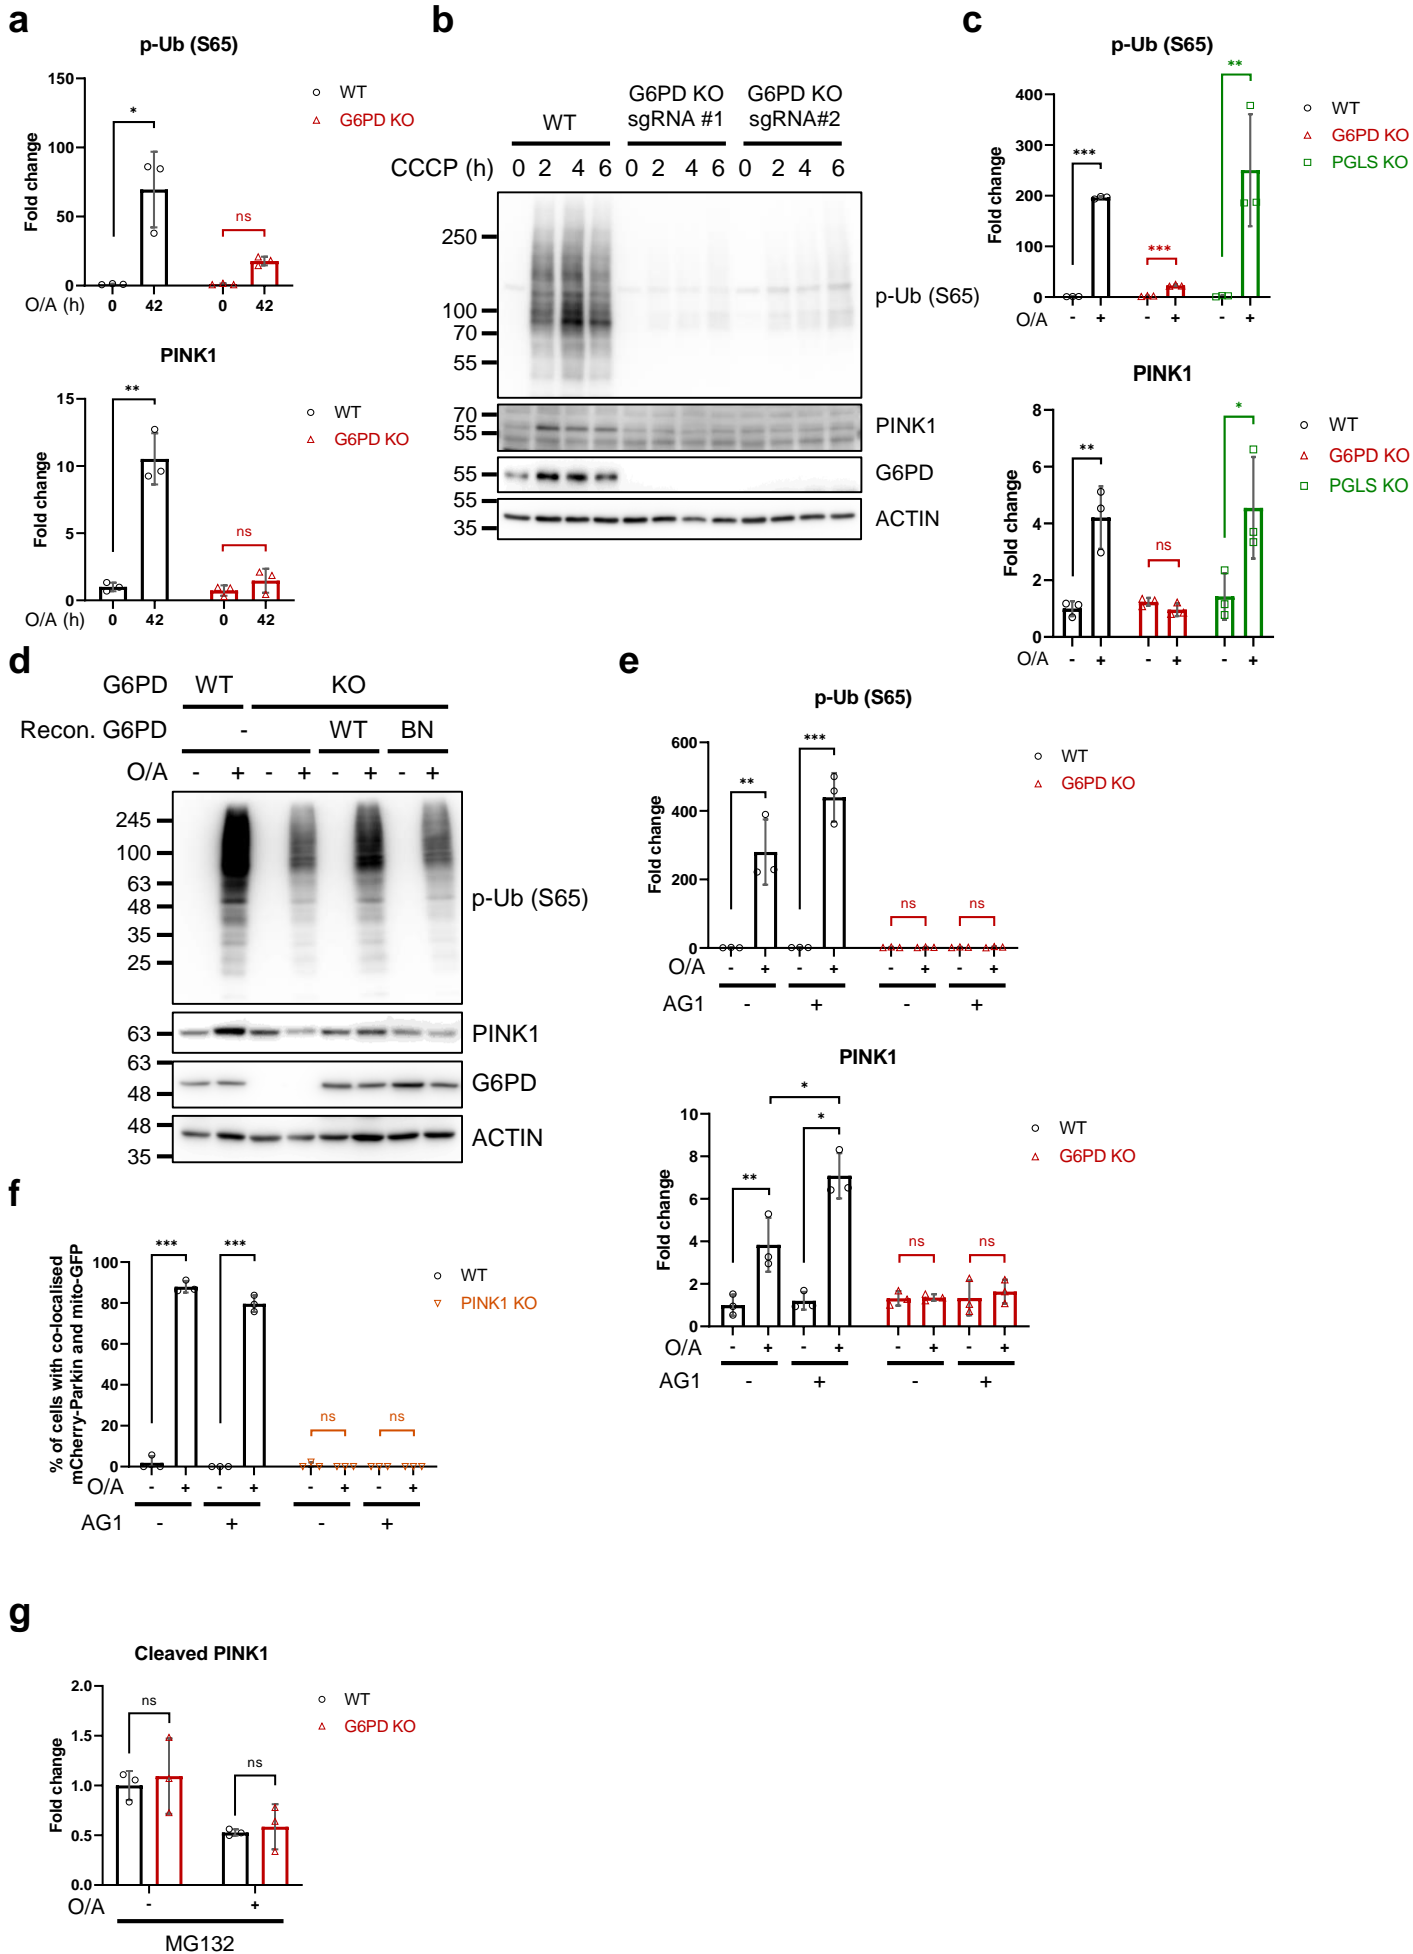 a
p-Ub (S65)
150
100
50
0
Fold change
*
ns
WT
G6PD KO
O/A (h)
0 42 0 42
PINK1
15
10
5
0
Fold change
**
ns
WT
G6PD KO
O/A (h)
0 42 0 42
b
WT
G6PD KO
sgRNA #1
G6PD KO
sgRNA#2
CCCP (h) 0 2 4 6 0 2 4 6 0 2 4 6
250
100
70
55
p-Ub (S65)
70
55
PINK1
55
G6PD
55
35
ACTIN
c
p-Ub (S65)
400
300
200
100
0
Fold change
***
***
**
WT
G6PD KO
PGLS KO
O/A - + - + - +
PINK1
8
6
4
2
0
Fold change
**
ns
*
WT
G6PD KO
PGLS KO
O/A - + - + - +
d
G6PD WT KO
Recon. G6PD - WT BN
O/A - + - + - + - +
245
100
63
48
35
25
p-Ub (S65)
63
PINK1
63
48
G6PD
48
35
ACTIN
e
p-Ub (S65)
600
400
200
0
Fold change
**
***
ns
ns
WT
G6PD KO
O/A - + - + - + - +
AG1 - + - +
PINK1
10
8
6
4
2
0
Fold change
*
**
*
ns
ns
WT
G6PD KO
O/A - + - + - + - +
AG1 - + - +
f
100
80
60
40
20
0
% of cells with co-localised
mCherry-Parkin and mito-GFP
***
***
ns
ns
WT
PINK1 KO
O/A - + - + - + - +
AG1 - + - +
g
Cleaved PINK1
2.0
1.5
1.0
0.5
0.0
Fold change
ns
ns
WT
G6PD KO
O/A - +
MG132